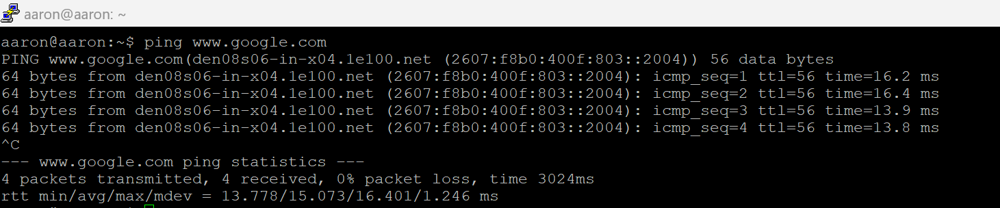 aaron@aaron: ~
aaron@aaron:~$ ping www.google.com
PING www.google.com(den08s06-in-x04.1e100.net (2607:f8b0:400f:803::2004)) 56 data bytes
64 bytes from den08s06-in-x04.1e100.net (2607:f8b0:400f:803::2004): icmp_seq=1 ttl=56 time=16.2 ms
64 bytes from den08s06-in-x04.1e100.net (2607:f8b0:400f:803::2004): icmp_seq=2 ttl=56 time=16.4 ms
64 bytes from den08s06-in-x04.1e100.net (2607:f8b0:400f:803::2004): icmp_seq=3 ttl=56 time=13.9 ms
64 bytes from den08s06-in-x04.1e100.net (2607:f8b0:400f:803::2004): icmp_seq=4 ttl=56 time=13.8 ms
^C
--- www.google.com ping statistics ---
4 packets transmitted, 4 received, 0% packet loss, time 3024ms
rtt min/avg/max/mdev = 13.778/15.073/16.401/1.246 ms